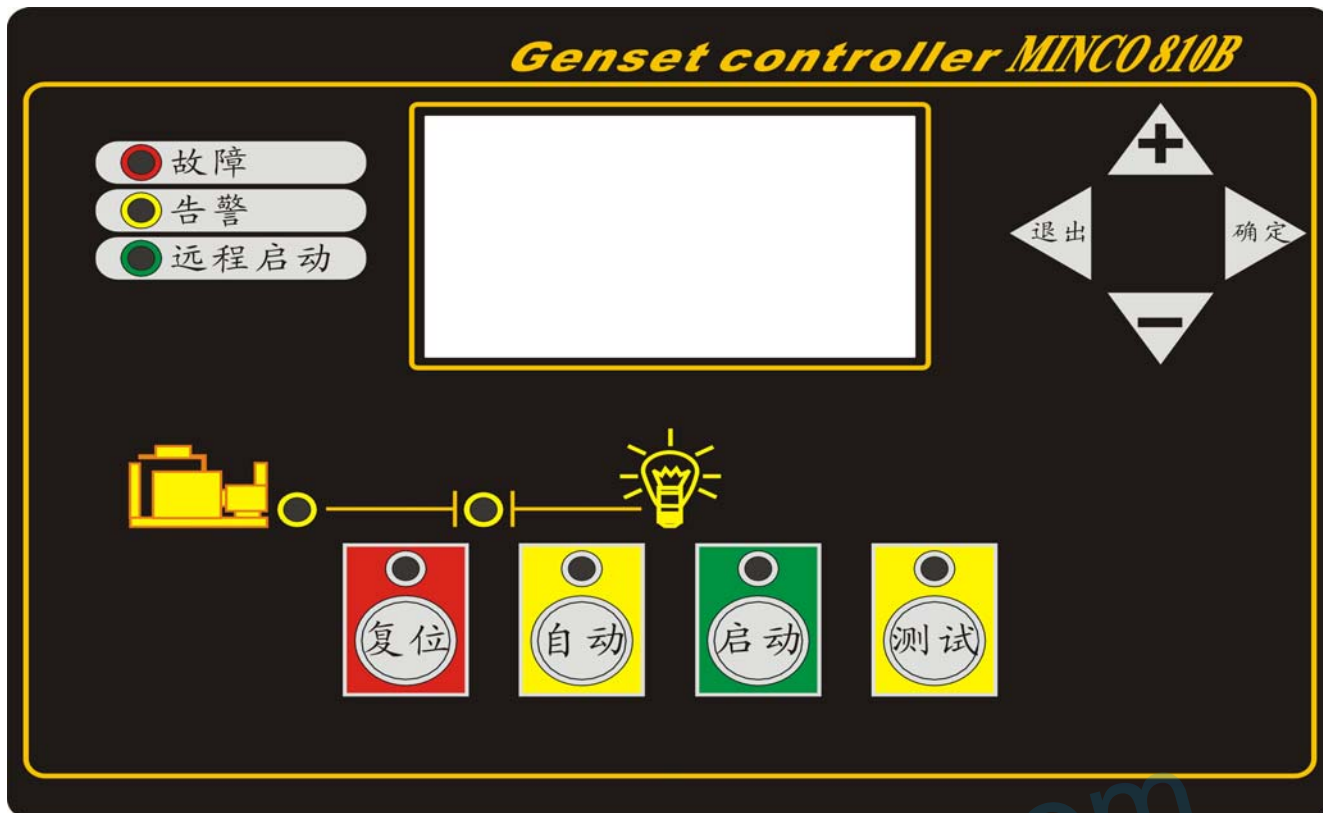 Genset controller MINCO 810B
故障
告警
远程启动
+
退出
确定
−
复位
自动
启动
测试
om